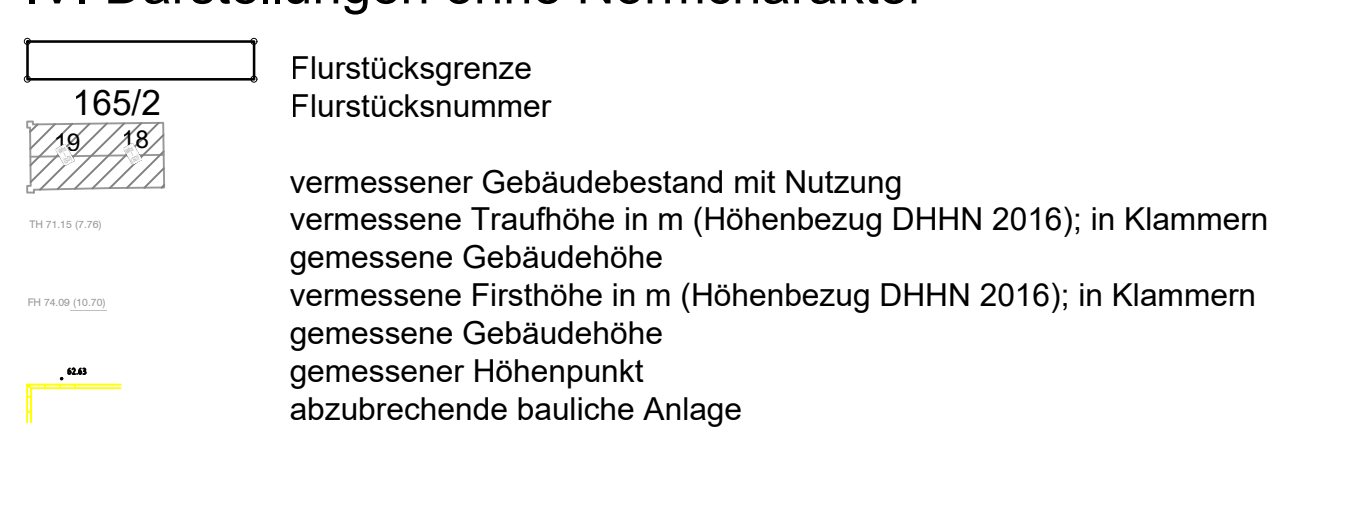 IV. Darstellungen ohne Normcharakter
Flurstücksgrenze
165/2 Flurstücksnummer
19 18
vermessener Gebäudebestand mit Nutzung
TH 71.15 (7.76) vermessene Traufhöhe in m (Höhenbezug DHHN 2016); in Klammern
gemessene Gebäudehöhe
FH 74.09 (10.70) vermessene Firsthöhe in m (Höhenbezug DHHN 2016); in Klammern
gemessene Gebäudehöhe
62.63 gemessener Höhenpunkt
abzubrechende bauliche Anlage